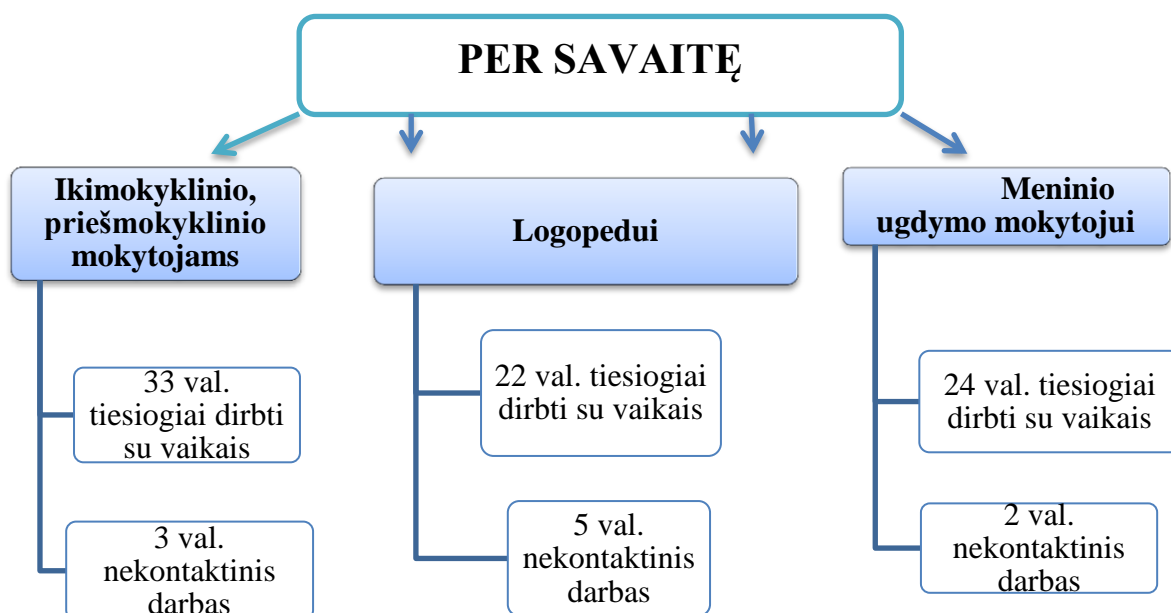 PER SAVAITĘ
Ikimokyklinio,
priešmokyklinio
mokytojams
33 val.
tiesiogiai dirbti
su vaikais
3 val.
nekontaktinis
darbas
Logopedui
22 val. tiesiogiai
dirbti su vaikais
5 val.
nekontaktinis
darbas
Meninio
ugdymo mokytojui
24 val. tiesiogiai
dirbti su vaikais
2 val.
nekontaktinis
darbas